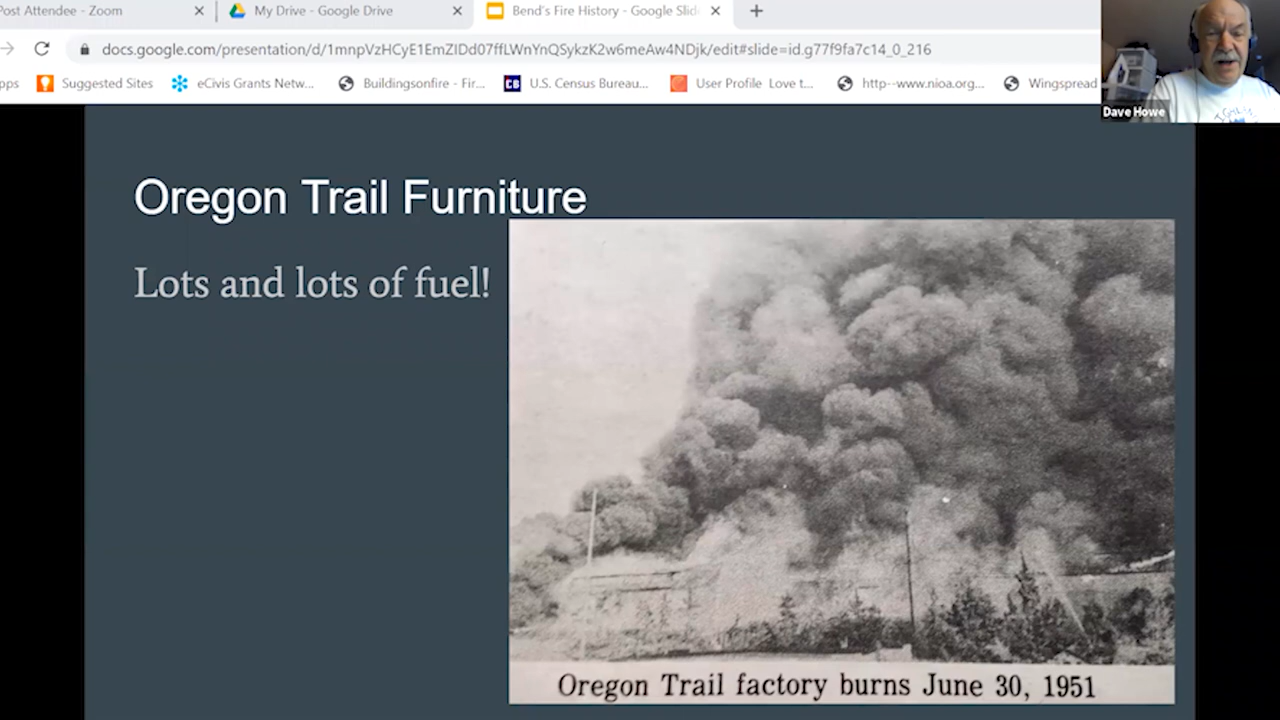 Post Attendee - Zoom
My Drive - Google Drive
Bend's Fire History - Google Slid
docs.google.com/presentation/d/1mnpVzHCyE1EmZIDd07ffLWnYnQSykzK2w6meAw4NDjk/edit#slide=id.g77f9fa7c14_0_216
pps
Suggested Sites
eCivis Grants Netw...
Buildingsonfire - Fir...
CB
U.S. Census Bureau...
User Profile Love t...
http--www.nioa.org...
Wingspread
Dave Howe
Oregon Trail Furniture
Lots and lots of fuel!
Oregon Trail factory burns June 30, 1951